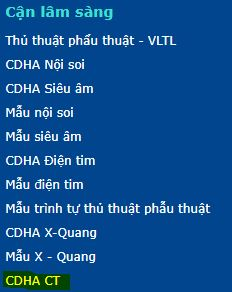 Cận lâm sàng
Thủ thuật phẩu thuật - VLTL
CDHA Nội soi
CDHA Siêu âm
Mẫu nội soi
Mẫu siêu âm
CDHA Điện tim
Mẫu điện tim
Mẫu trình tự thủ thuật phẫu thuật
CDHA X-Quang
Mẫu X - Quang
CDHA CT